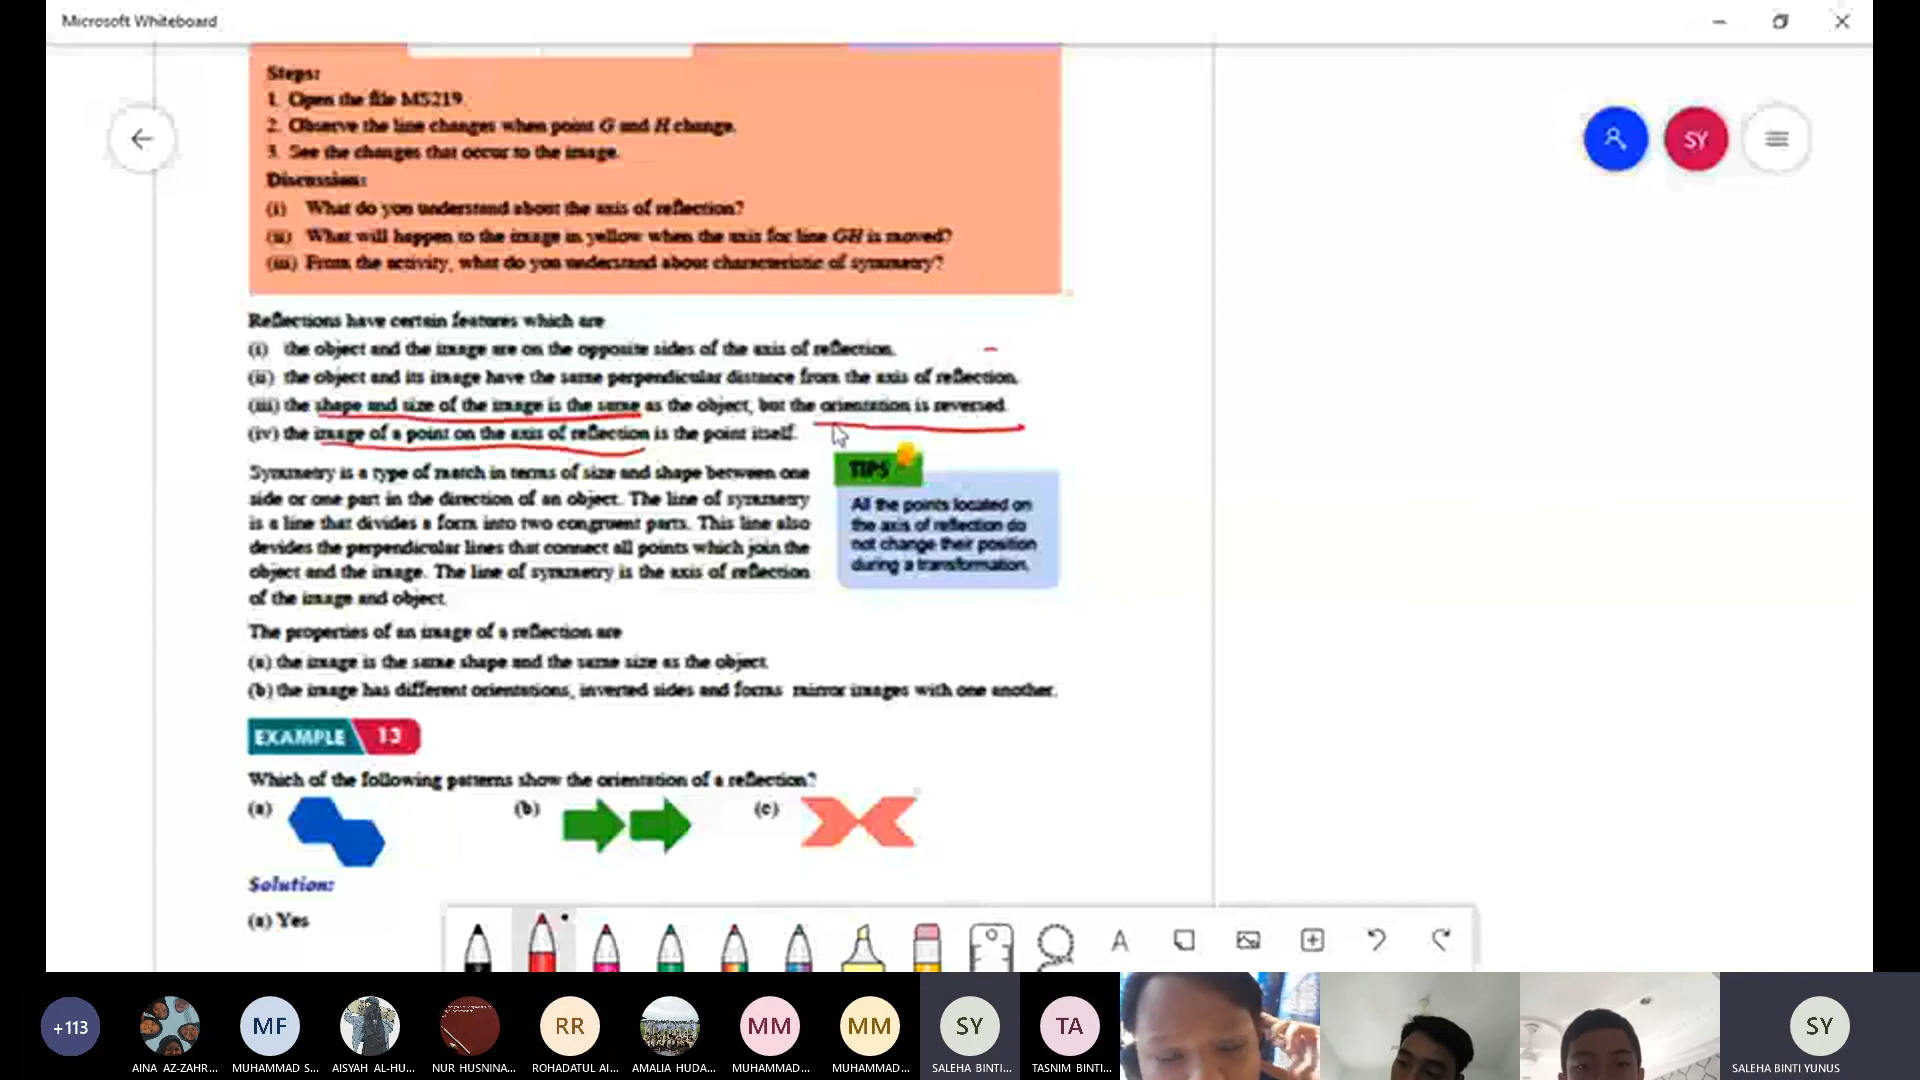 Microsoft Whiteboard
Steps:
1. Open the file MS219.
2. Observe the line changes when point G and H change.
3. See the changes that occur to the image.
Discussion:
(i) What do you understand about the axis of reflection?
(ii) What will happen to the image in yellow when the axis for line GH is moved?
(iii) From the activity, what do you understand about characteristic of symmetry?
SY
Reflections have certain features which are
(i) the object and the image are on the opposite sides of the axis of reflection.
(ii) the object and its image have the same perpendicular distance from the axis of reflection.
(iii) the shape and size of the image is the same as the object, but the orientation is reversed.
(iv) the image of a point on the axis of reflection is the point itself.
Symmetry is a type of match in terms of size and shape between one
side or one part in the direction of an object. The line of symmetry
is a line that divides a form into two congruent parts. This line also
devides the perpendicular lines that connect all points which join the
object and the image. The line of symmetry is the axis of reflection
of the image and object.
TIPS
All the points located on
the axis of reflection do
not change their position
during a transformation.
The properties of an image of a reflection are
(a) the image is the same shape and the same size as the object.
(b) the image has different orientations, inverted sides and forms mirror images with one another.
EXAMPLE 13
Which of the following patterns show the orientation of a reflection?
(a) (b) (c)
Solution:
(a) Yes
A
+113 MF RR MM MM SY TA SY
AINA AZ-ZAHR... MUHAMMAD S... AISYAH AL-HU... NUR HUSNINA... ROHADATUL AI... AMALIA HUDA... MUHAMMAD... MUHAMMAD... SALEHA BINTI... TASNIM BINTI... SALEHA BINTI YUNUS